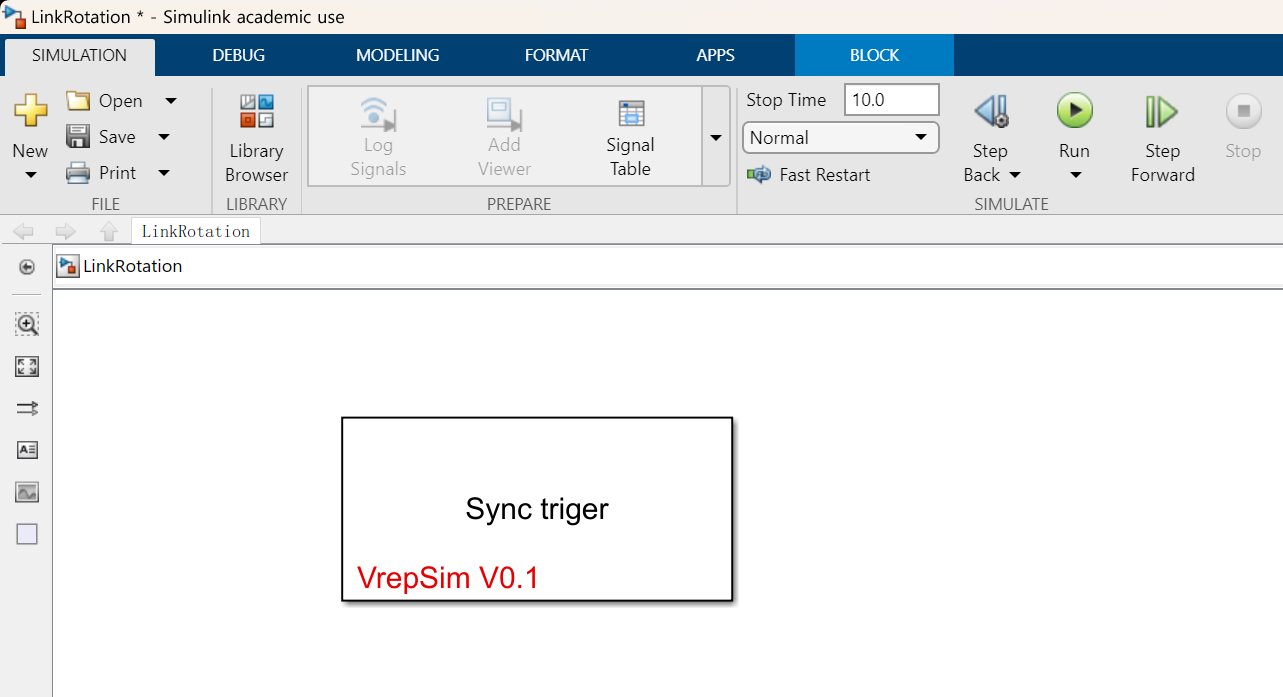 LinkRotation * - Simulink academic use
SIMULATION DEBUG MODELING FORMAT APPS BLOCK
New
Open
Save
Print
FILE
Library
Browser
LIBRARY
Log
Signals
Add
Viewer
Signal
Table
PREPARE
Stop Time 10.0
Normal
Fast Restart
Step
Back
Run
Step
Forward
Stop
SIMULATE
LinkRotation
LinkRotation
Sync triger
VrepSim V0.1